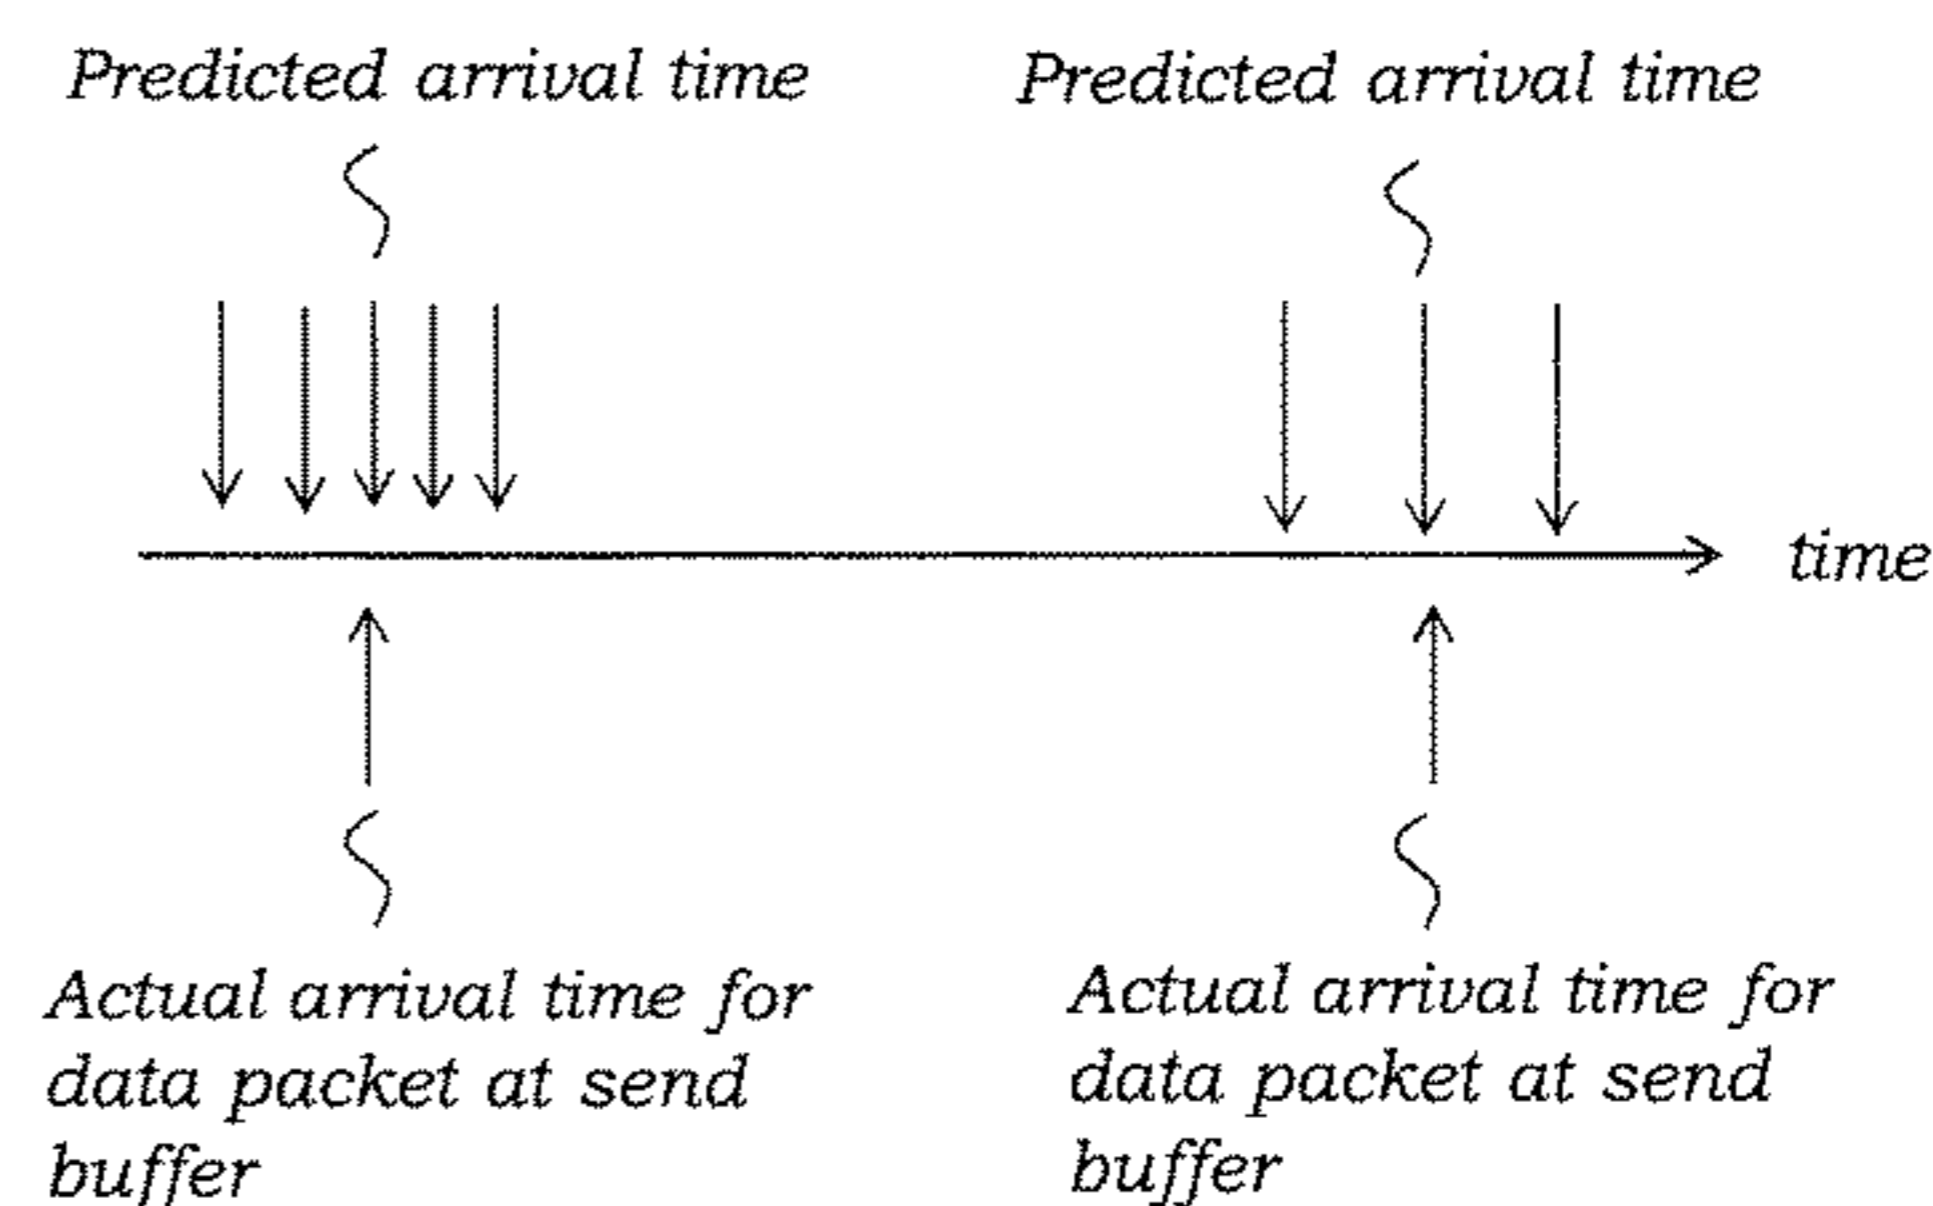 Predicted arrival time
Predicted arrival time
time
Actual arrival time for
data packet at send
buffer
Actual arrival time for
data packet at send
buffer